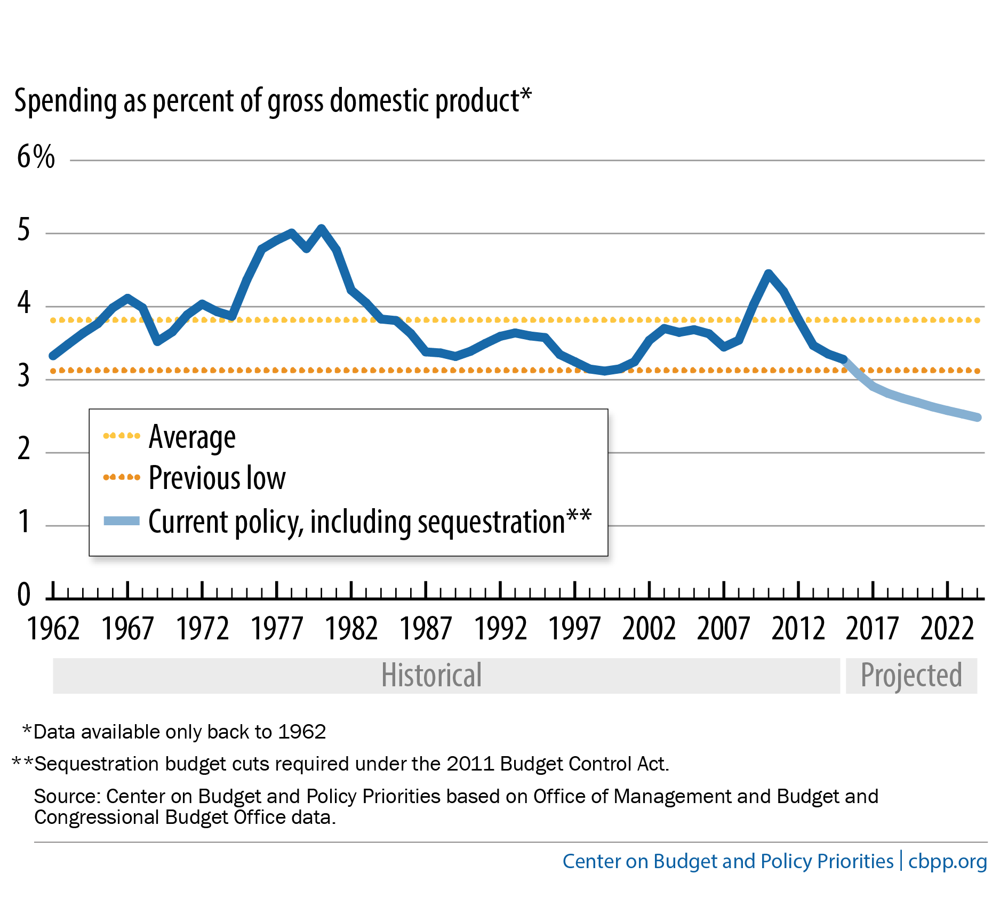 Spending as percent of gross domestic product*
6%
5
4
3
2
1
0
Average
Previous low
Current policy, including sequestration**
1962 1967 1972 1977 1982 1987 1992 1997 2002 2007 2012 2017 2022
Historical Projected
*Data available only back to 1962
**Sequestration budget cuts required under the 2011 Budget Control Act.
Source: Center on Budget and Policy Priorities based on Office of Management and Budget and
Congressional Budget Office data.
Center on Budget and Policy Priorities | cbpp.org